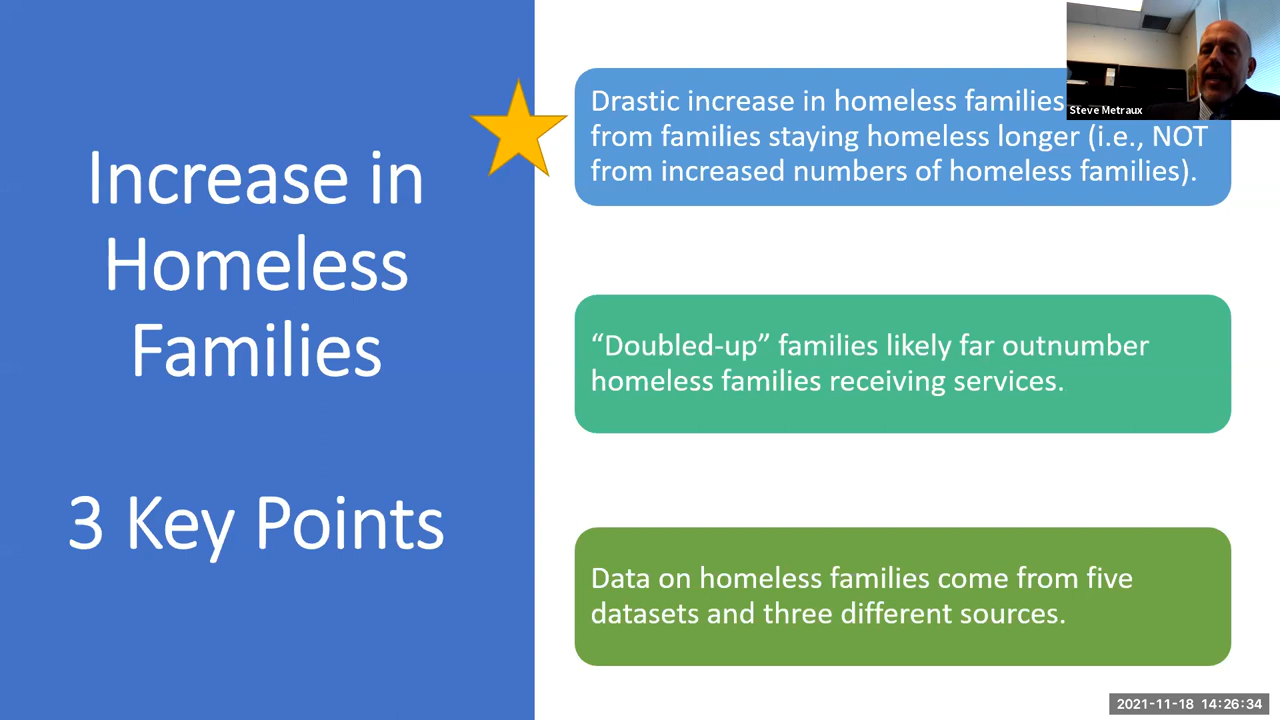 Increase in
Homeless
Families
3 Key Points
Drastic increase in homeless families
from families staying homeless longer (i.e., NOT
from increased numbers of homeless families).
“Doubled-up” families likely far outnumber
homeless families receiving services.
Data on homeless families come from five
datasets and three different sources.
Steve Metraux
2021-11-18 14:26:34